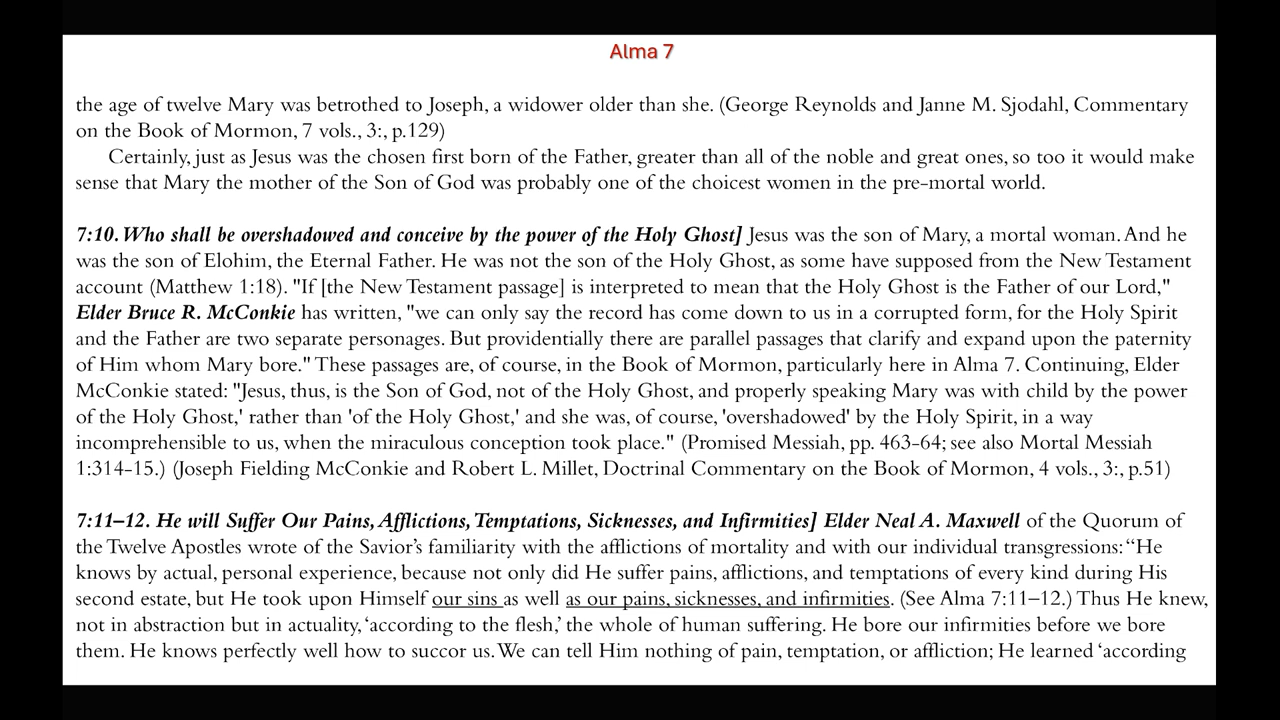 Alma 7
the age of twelve Mary was betrothed to Joseph, a widower older than she. (George Reynolds and Janne M. Sjodahl, Commentary
on the Book of Mormon, 7 vols., 3:, p.129)
Certainly, just as Jesus was the chosen first born of the Father, greater than all of the noble and great ones, so too it would make
sense that Mary the mother of the Son of God was probably one of the choicest women in the pre-mortal world.
7:10. Who shall be overshadowed and conceive by the power of the Holy Ghost] Jesus was the son of Mary, a mortal woman. And he
was the son of Elohim, the Eternal Father. He was not the son of the Holy Ghost, as some have supposed from the New Testament
account (Matthew 1:18). "If [the New Testament passage] is interpreted to mean that the Holy Ghost is the Father of our Lord,"
Elder Bruce R. McConkie has written, "we can only say the record has come down to us in a corrupted form, for the Holy Spirit
and the Father are two separate personages. But providentially there are parallel passages that clarify and expand upon the paternity
of Him whom Mary bore." These passages are, of course, in the Book of Mormon, particularly here in Alma 7. Continuing, Elder
McConkie stated: "Jesus, thus, is the Son of God, not of the Holy Ghost, and properly speaking Mary was with child by the power
of the Holy Ghost,' rather than 'of the Holy Ghost,' and she was, of course, 'overshadowed' by the Holy Spirit, in a way
incomprehensible to us, when the miraculous conception took place." (Promised Messiah, pp. 463-64; see also Mortal Messiah
1:314-15.) (Joseph Fielding McConkie and Robert L. Millet, Doctrinal Commentary on the Book of Mormon, 4 vols., 3:, p.51)
7:11–12. He will Suffer Our Pains, Afflictions, Temptations, Sicknesses, and Infirmities] Elder Neal A. Maxwell of the Quorum of
the Twelve Apostles wrote of the Savior’s familiarity with the afflictions of mortality and with our individual transgressions: “He
knows by actual, personal experience, because not only did He suffer pains, afflictions, and temptations of every kind during His
second estate, but He took upon Himself our sins as well as our pains, sicknesses, and infirmities. (See Alma 7:11–12.) Thus He knew,
not in abstraction but in actuality, ‘according to the flesh,’ the whole of human suffering. He bore our infirmities before we bore
them. He knows perfectly well how to succor us. We can tell Him nothing of pain, temptation, or affliction; He learned ‘according